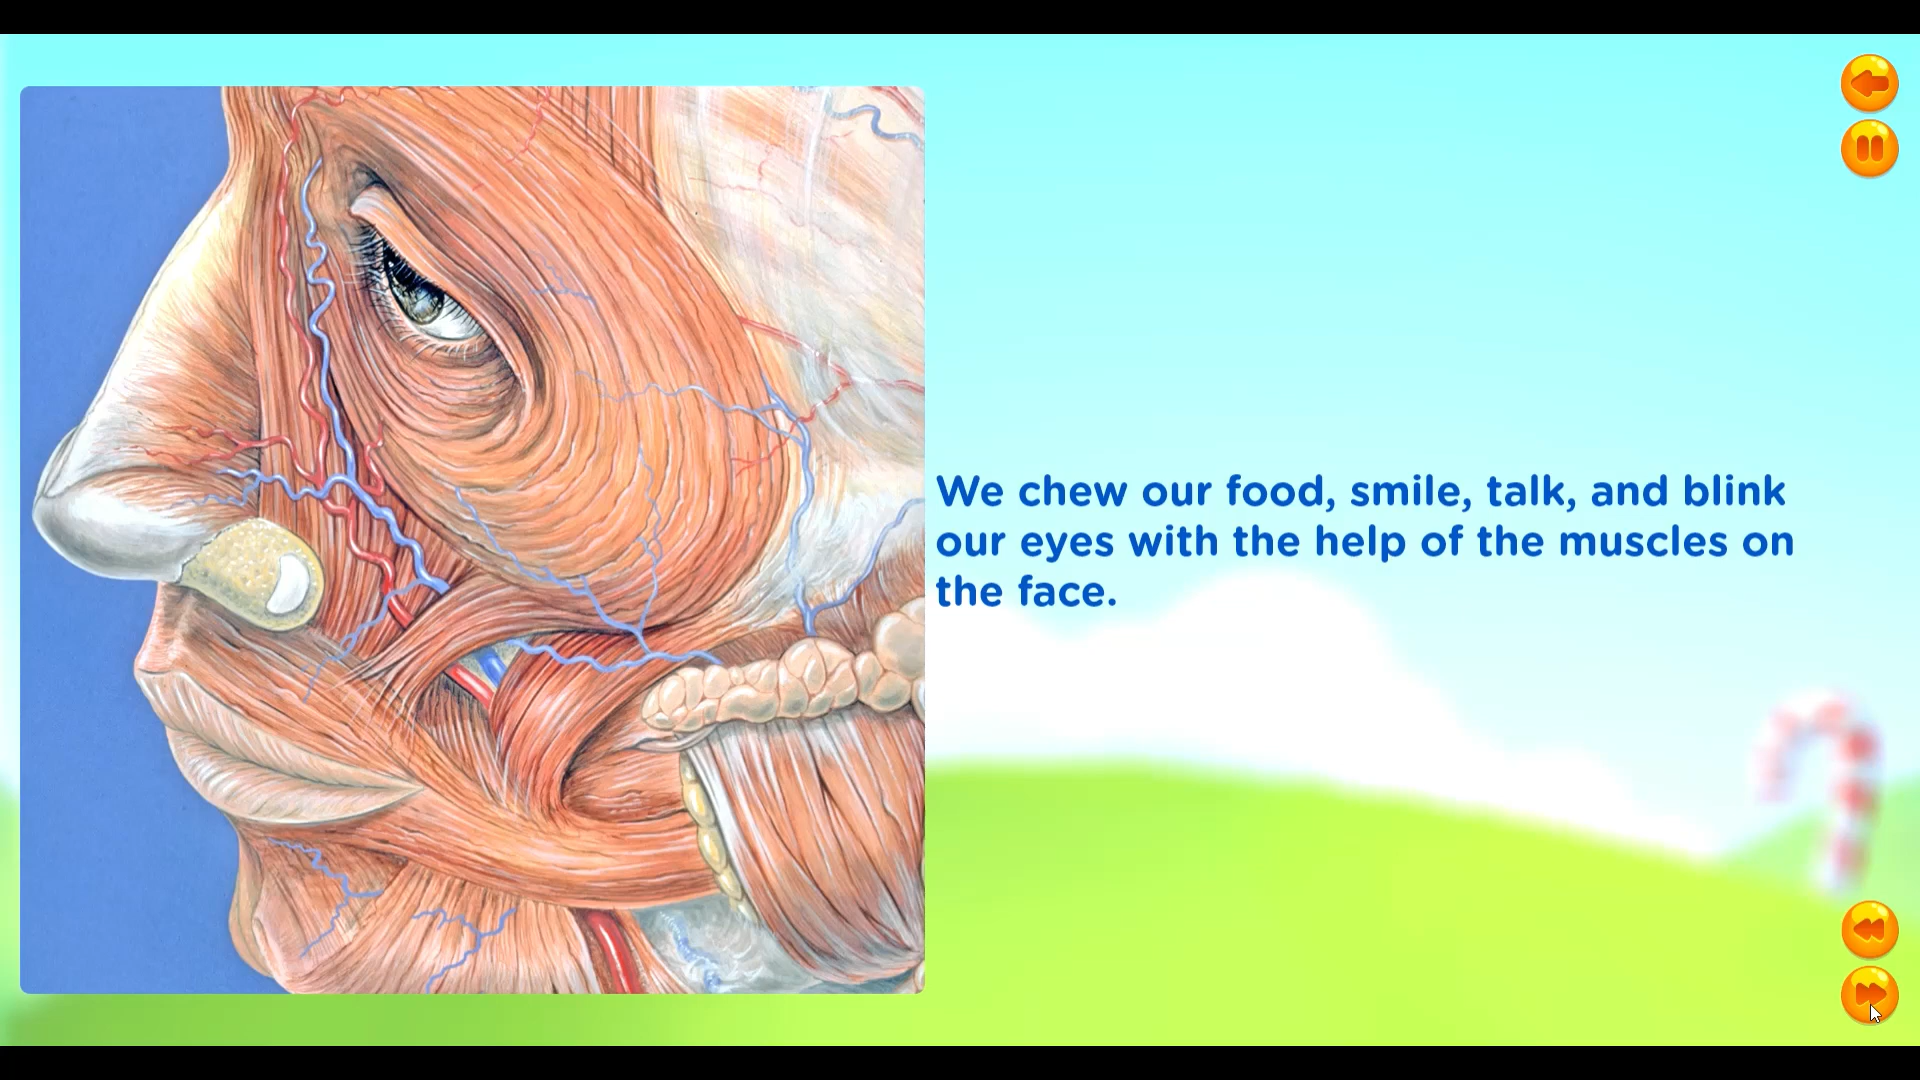 We chew our food, smile, talk, and blink
our eyes with the help of the muscles on
the face.